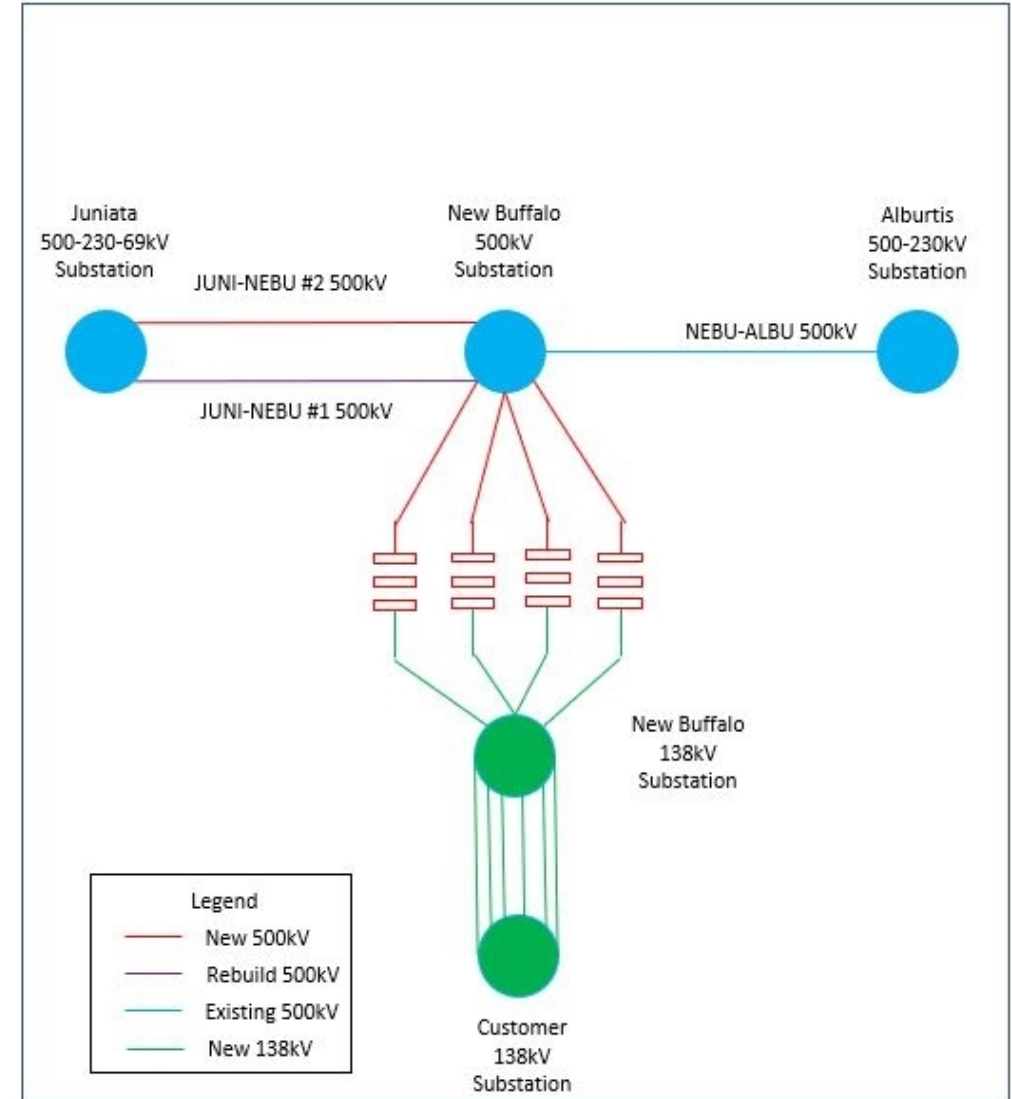 Juniata
500-230-69kV
Substation
New Buffalo
500kV
Substation
Alburtis
500-230kV
Substation
JUNI-NEBU #2 500kV
NEBU-ALBU 500kV
JUNI-NEBU #1 500kV
New Buffalo
138kV
Substation
Legend
New 500kV
Rebuild 500kV
Existing 500kV
New 138kV
Customer
138kV
Substation